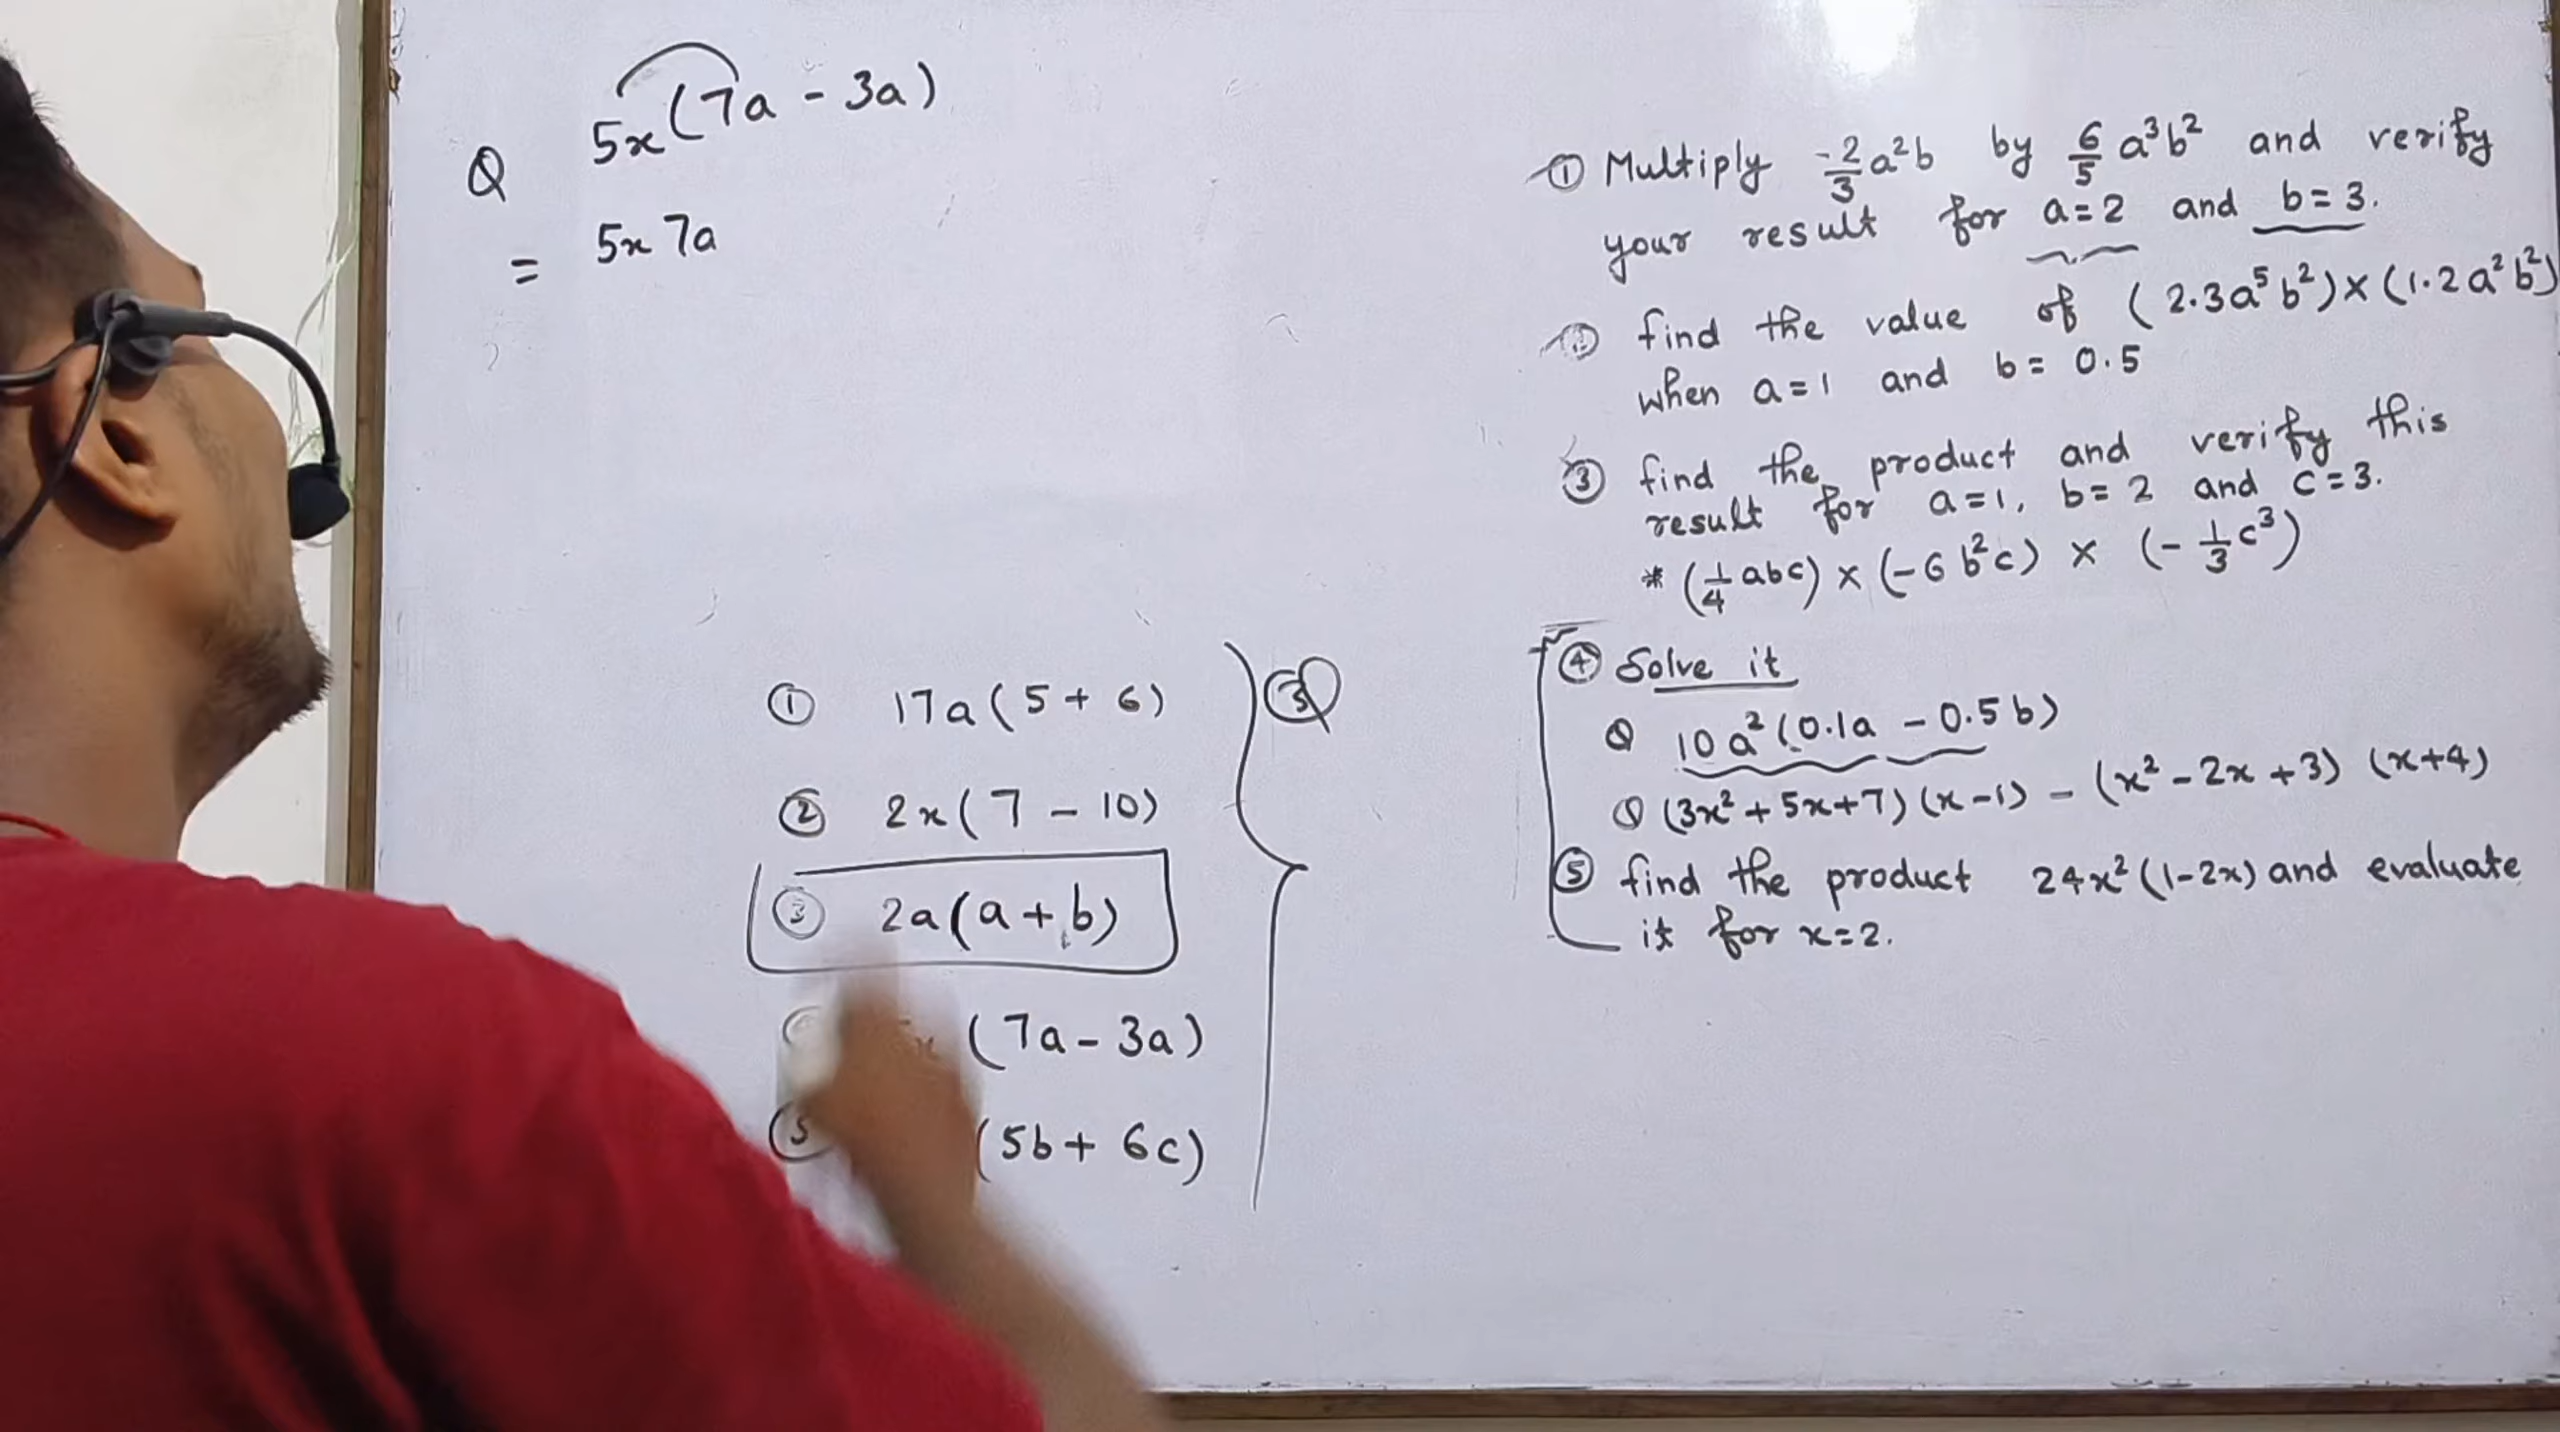 Q 5x(7a - 3a)
= 5x 7a
① 17a(5 + 6)
② 2x(7 - 10)
③ 2a(a + b)
x (7a - 3a)
⑤ (5b + 6c)
③
① Multiply -2/3 a²b by 6/5 a³b² and verify
your result for a=2 and b=3.
② find the value of (2.3a⁵b²)×(1.2a²b²)
when a=1 and b= 0.5
③ find the product and verify this
result for a=1, b=2 and c=3.
* (1/4 abc) × (-6b²c) × (-1/3 c³)
④ Solve it
Q 10a²(0.1a - 0.5b)
Q (3x² + 5x+7)(x-1) - (x² - 2x + 3) (x+4)
⑤ find the product 24x²(1-2x) and evaluate
it for x=2.